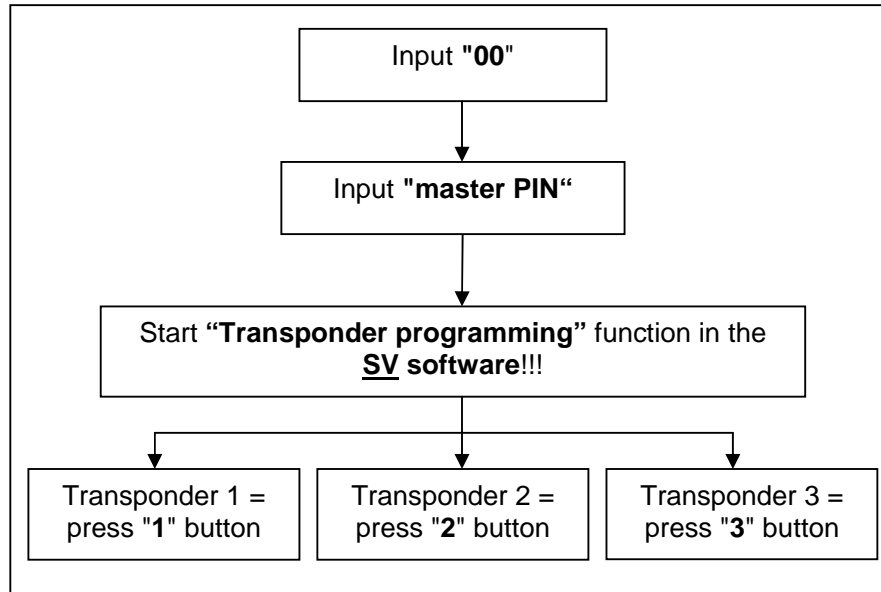 Input "00"
Input "master PIN“
Start “Transponder programming” function in the
SV software!!!
Transponder 1 =
press "1" button
Transponder 2 =
press "2" button
Transponder 3 =
press "3" button